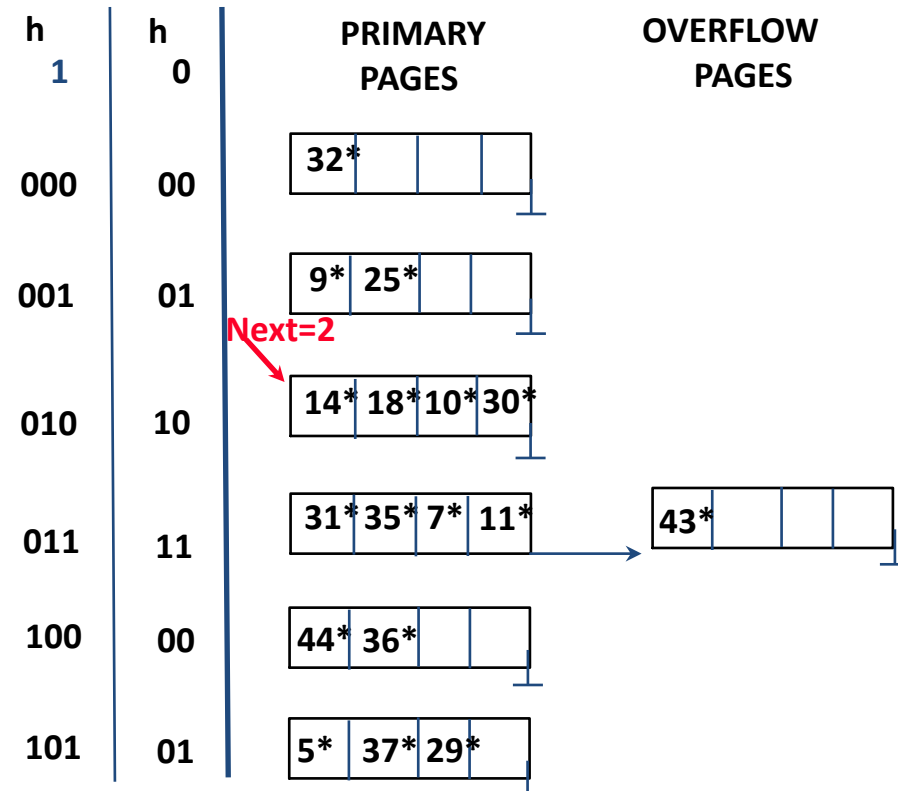 h h PRIMARY OVERFLOW
1 0 PAGES PAGES
000 00 32*
001 01 9* 25*
Next=2
010 10 14* 18* 10* 30*
011 11 31* 35* 7* 11* 43*
100 00 44* 36*
101 01 5* 37* 29*